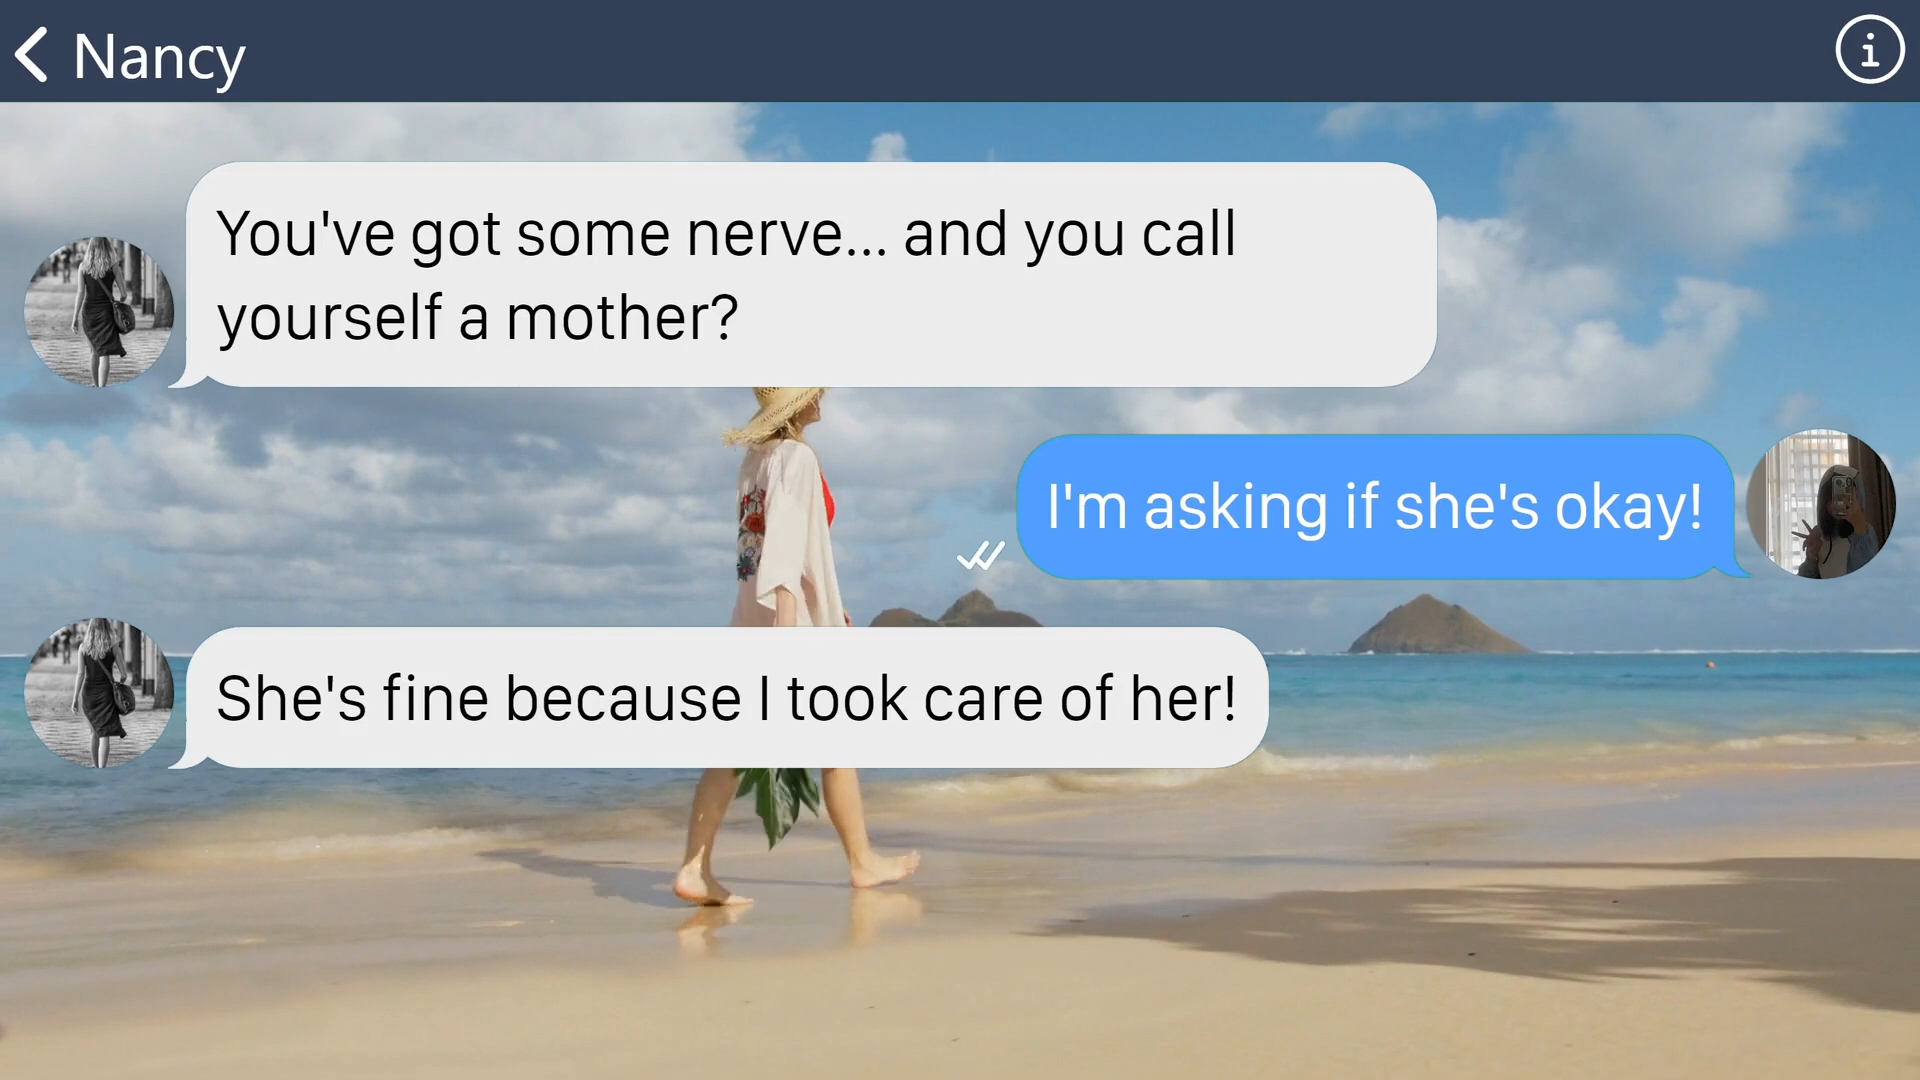 Nancy
You've got some nerve... and you call
yourself a mother?
I'm asking if she's okay!
She's fine because I took care of her!